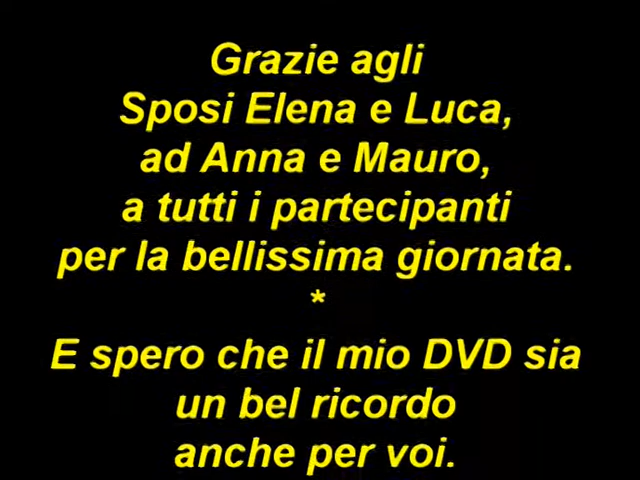 Grazie agli
Sposi Elena e Luca,
ad Anna e Mauro,
a tutti i partecipanti
per la bellissima giornata.
*
E spero che il mio DVD sia
un bel ricordo
anche per voi.